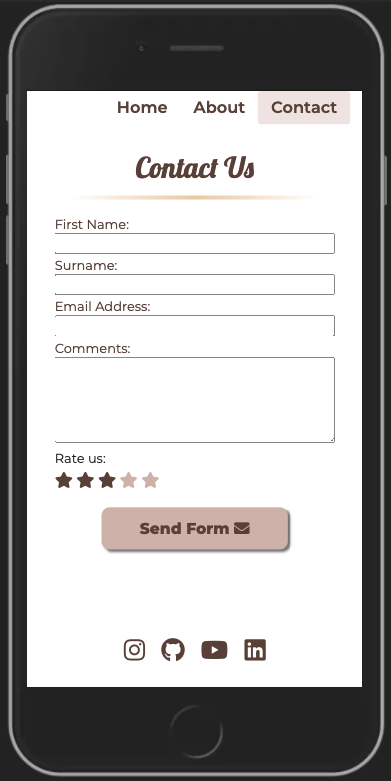 Home About Contact
Contact Us
First Name:
Surname:
Email Address:
Comments:
Rate us:
Send Form